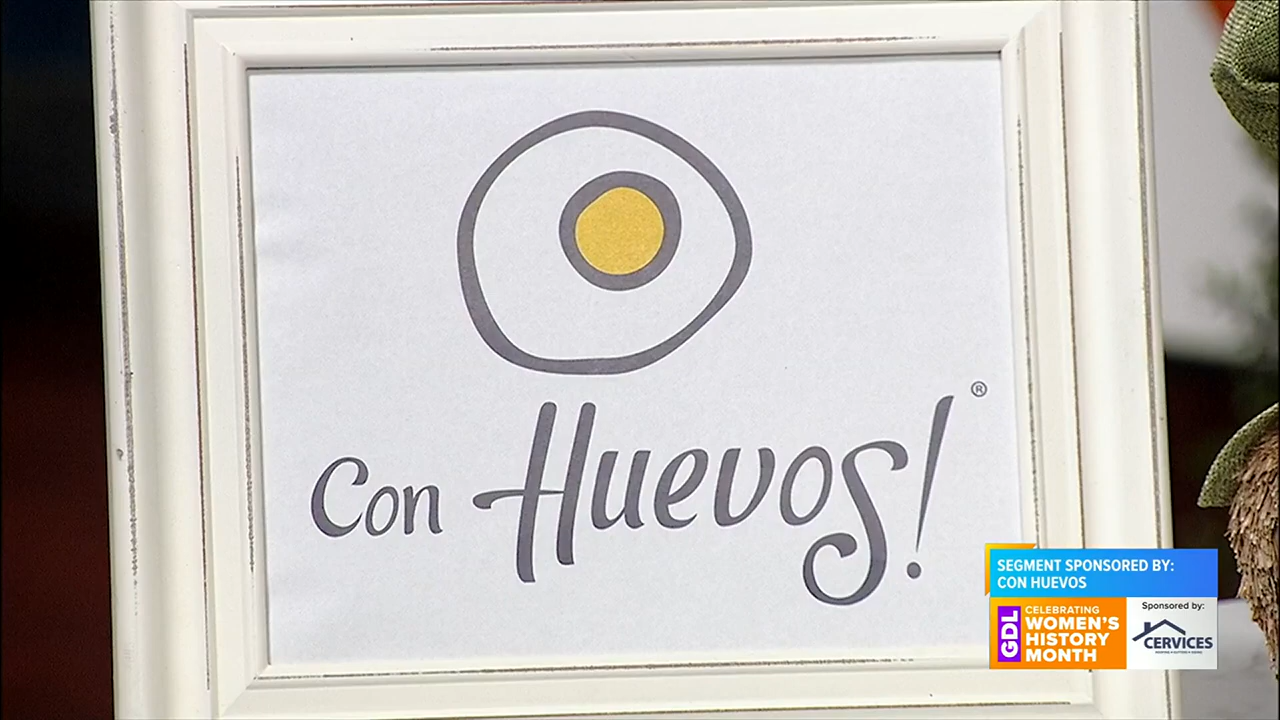 Con Huevos!
®
SEGMENT SPONSORED BY:
CON HUEVOS
GDL
CELEBRATING
WOMEN'S
HISTORY
MONTH
Sponsored by:
CERVICES